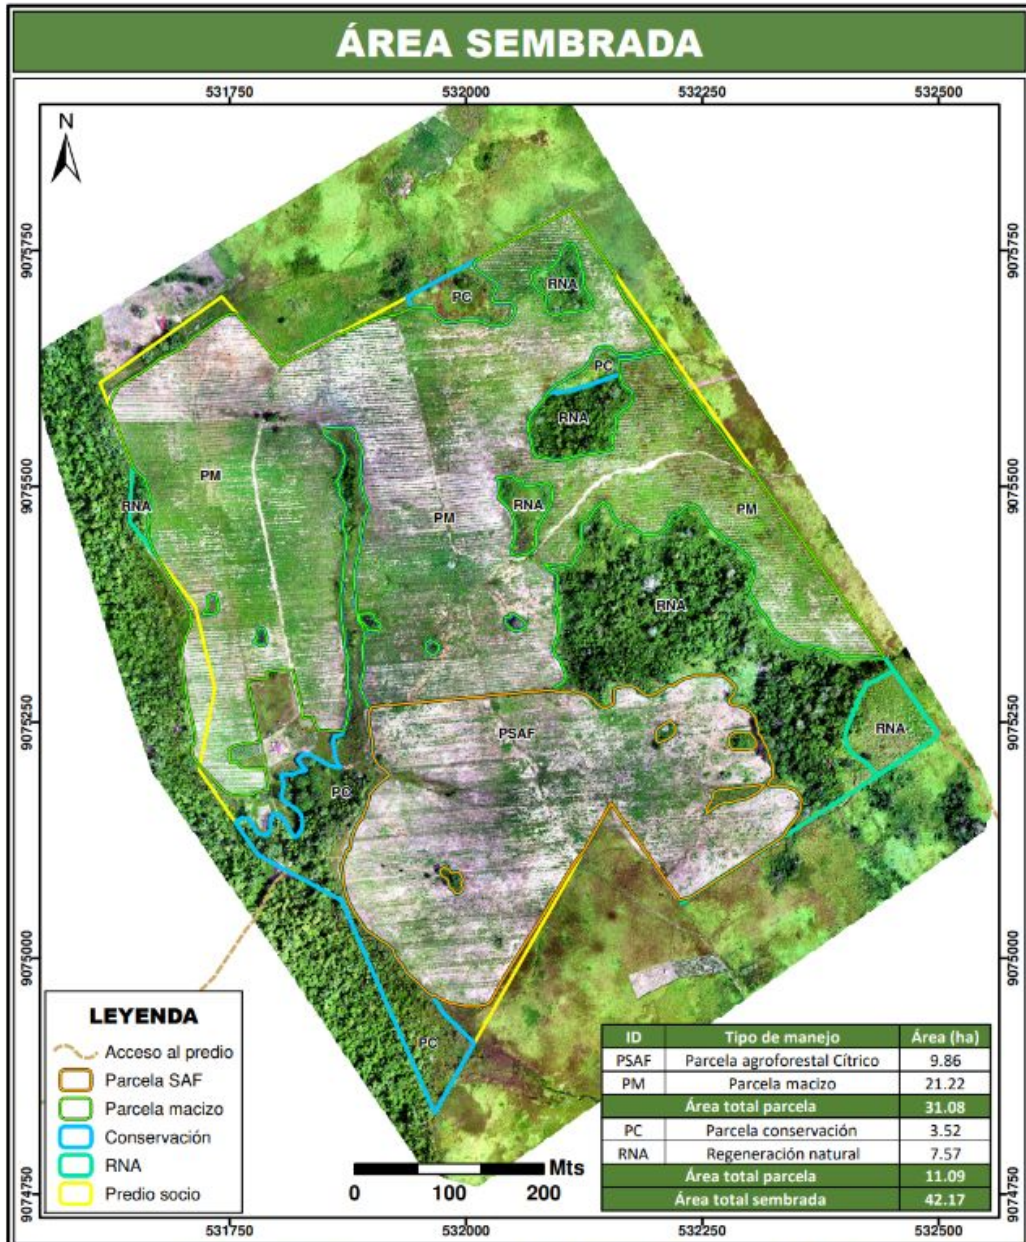 ÁREA SEMBRADA
531750 532000 532250 532500
N
9075750 9075750
RNA
PC
PC
RNA
PM
9075500 9075500
RNA
RNA
PM
PM
RNA
9075250 9075250
PSAF
RNA
PC
9075000 9075000
PC
LEYENDA
Acceso al predio
Parcela SAF
Parcela macizo
Conservación
RNA
Predio socio
Mts
0 100 200
ID Tipo de manejo Área (ha)
PSAF Parcela agroforestal Cítrico 9.86
PM Parcela macizo 21.22
Área total parcela 31.08
PC Parcela conservación 3.52
RNA Regeneración natural 7.57
Área total parcela 11.09
Área total sembrada 42.17
9074750 9074750
531750 532000 532250 532500